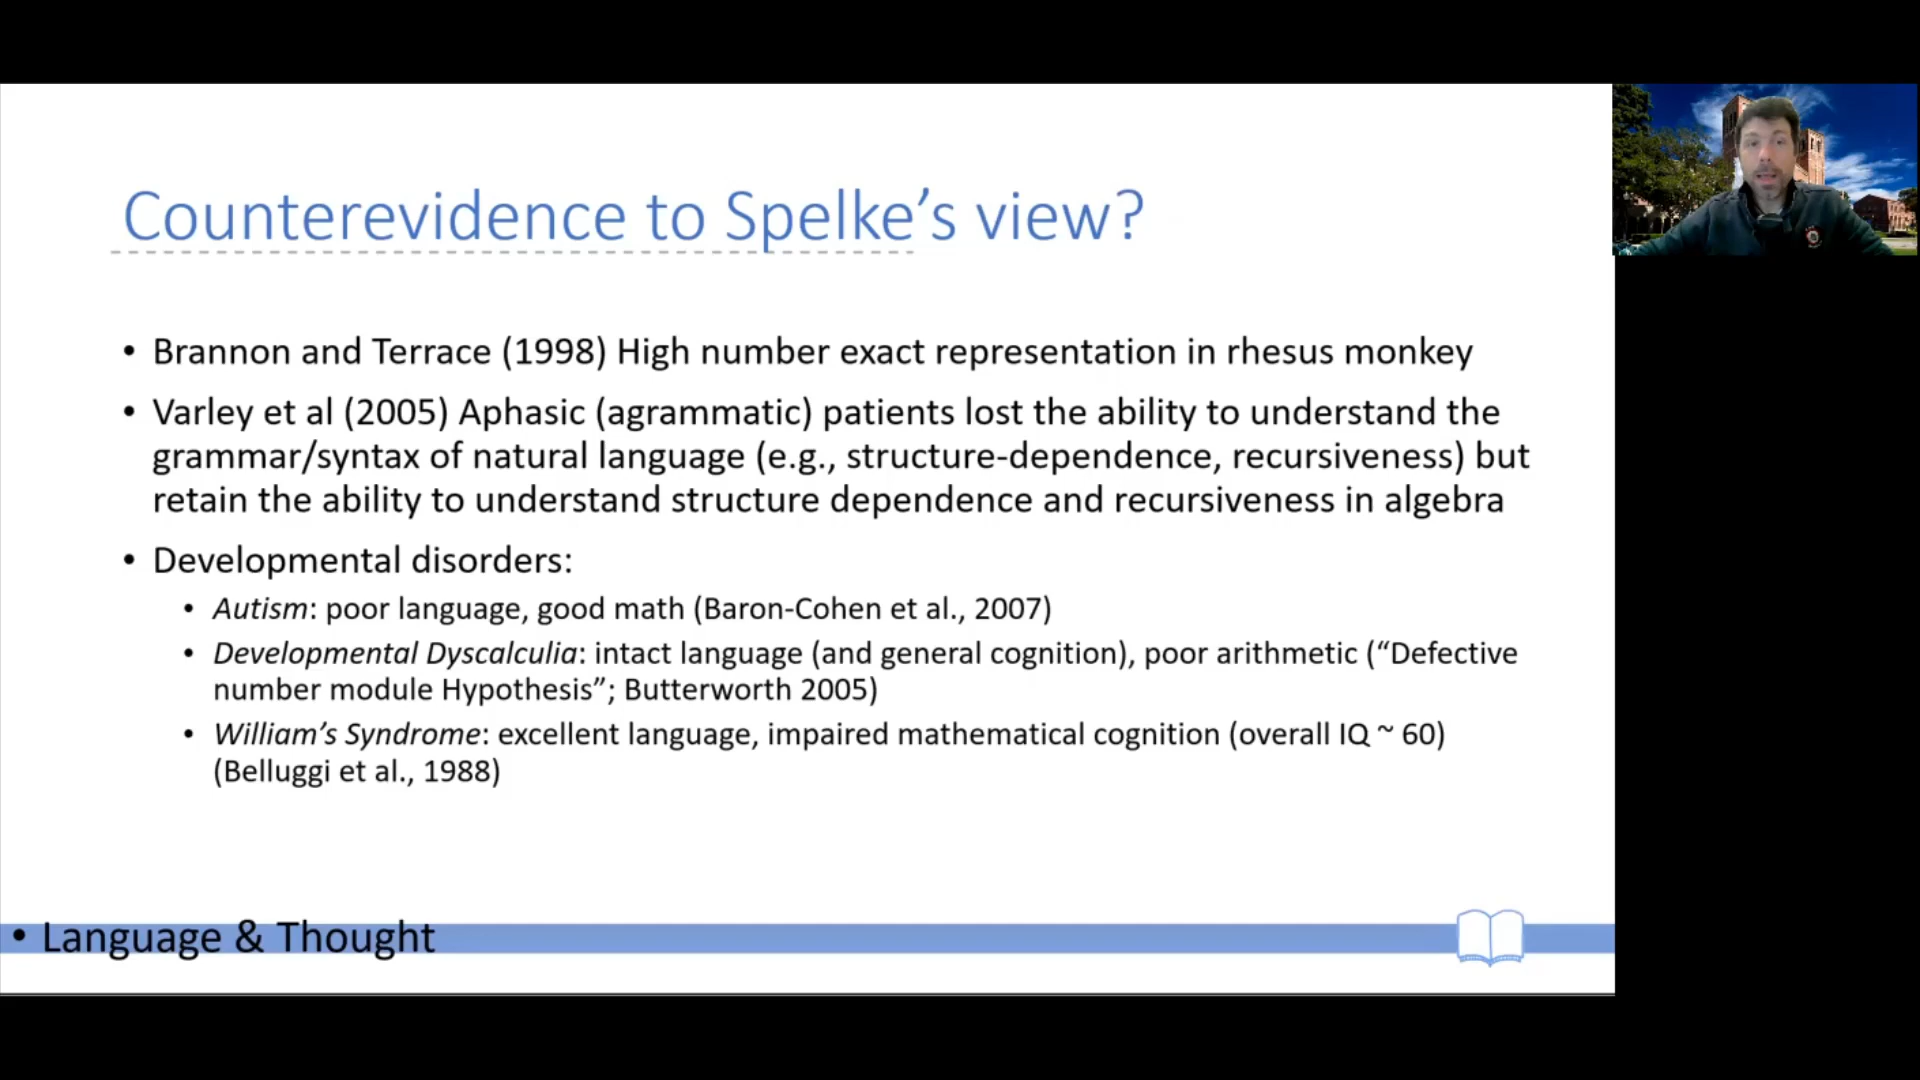 Counterevidence to Spelke's view?
• Brannon and Terrace (1998) High number exact representation in rhesus monkey
• Varley et al (2005) Aphasic (agrammatic) patients lost the ability to understand the
grammar/syntax of natural language (e.g., structure-dependence, recursiveness) but
retain the ability to understand structure dependence and recursiveness in algebra
• Developmental disorders:
• Autism: poor language, good math (Baron-Cohen et al., 2007)
• Developmental Dyscalculia: intact language (and general cognition), poor arithmetic (“Defective
number module Hypothesis”; Butterworth 2005)
• William’s Syndrome: excellent language, impaired mathematical cognition (overall IQ ~ 60)
(Belluggi et al., 1988)
• Language & Thought